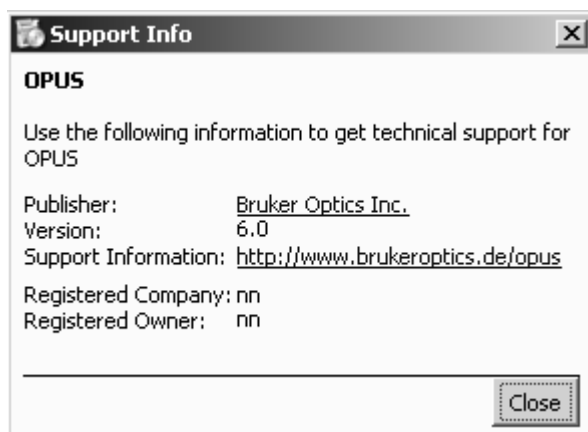 Support Info
OPUS
Use the following information to get technical support for
OPUS
Publisher: Bruker Optics Inc.
Version: 6.0
Support Information: http://www.brukeroptics.de/opus
Registered Company: nn
Registered Owner: nn
Close